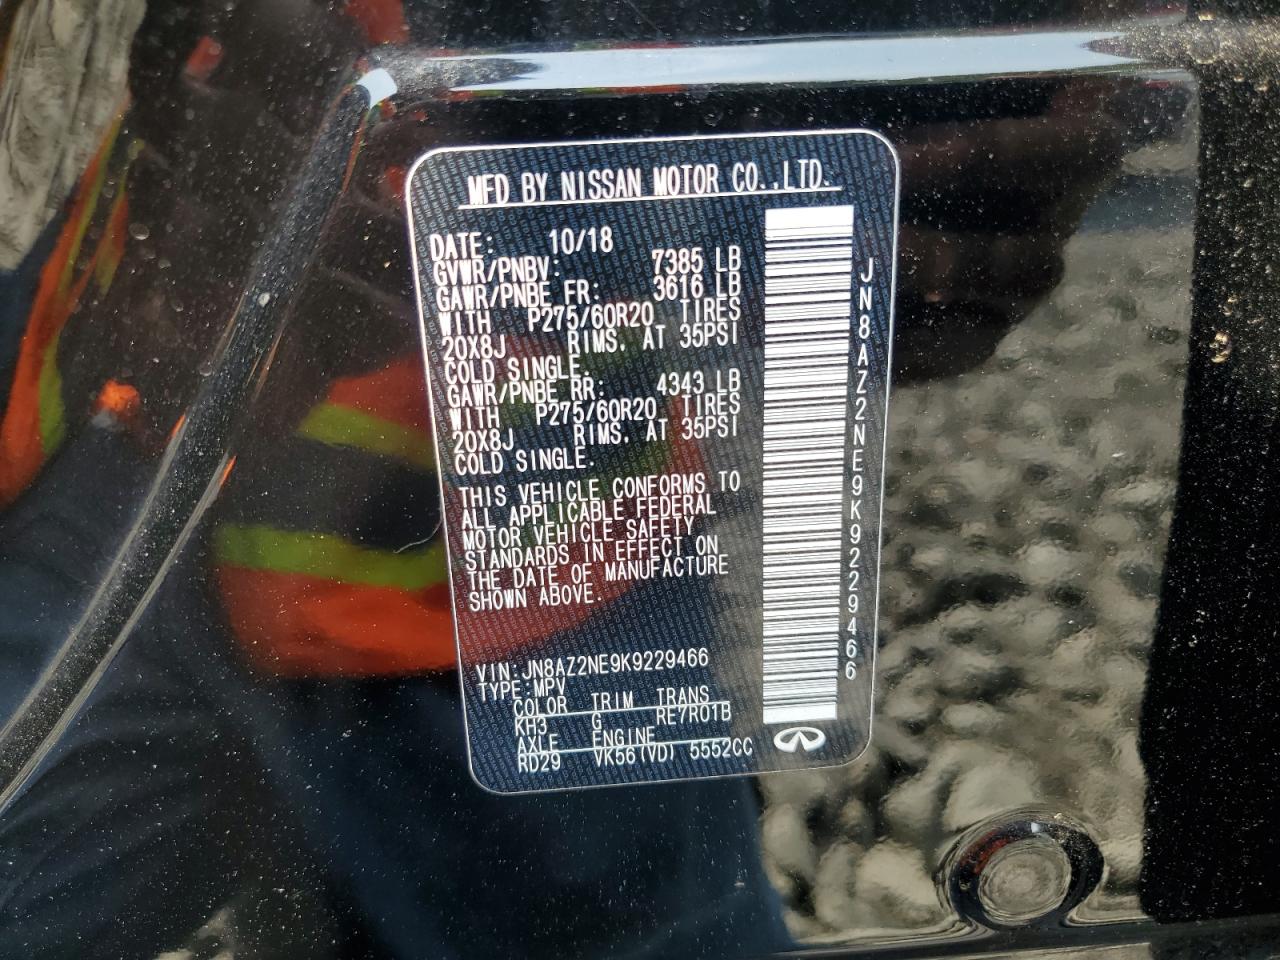 MFD BY NISSAN MOTOR CO.,LTD.
DATE: 10/18
GVWR/PNBV: 7385 LB
GAWR/PNBE FR: 3616 LB
WITH P275/60R20 TIRES
20X8J RIMS. AT 35PSI
COLD SINGLE.
GAWR/PNBE RR: 4343 LB
WITH P275/60R20 TIRES
20X8J RIMS. AT 35PSI
COLD SINGLE.
THIS VEHICLE CONFORMS TO
ALL APPLICABLE FEDERAL
MOTOR VEHICLE SAFETY
STANDARDS IN EFFECT ON
THE DATE OF MANUFACTURE
SHOWN ABOVE.
VIN:JN8AZ2NE9K9229466
TYPE:MPV
COLOR TRIM TRANS
KH3 G RE7R01B
AXLE ENGINE
RD29 VK56(VD) 5552CC
JN8AZ2NE9K9229466